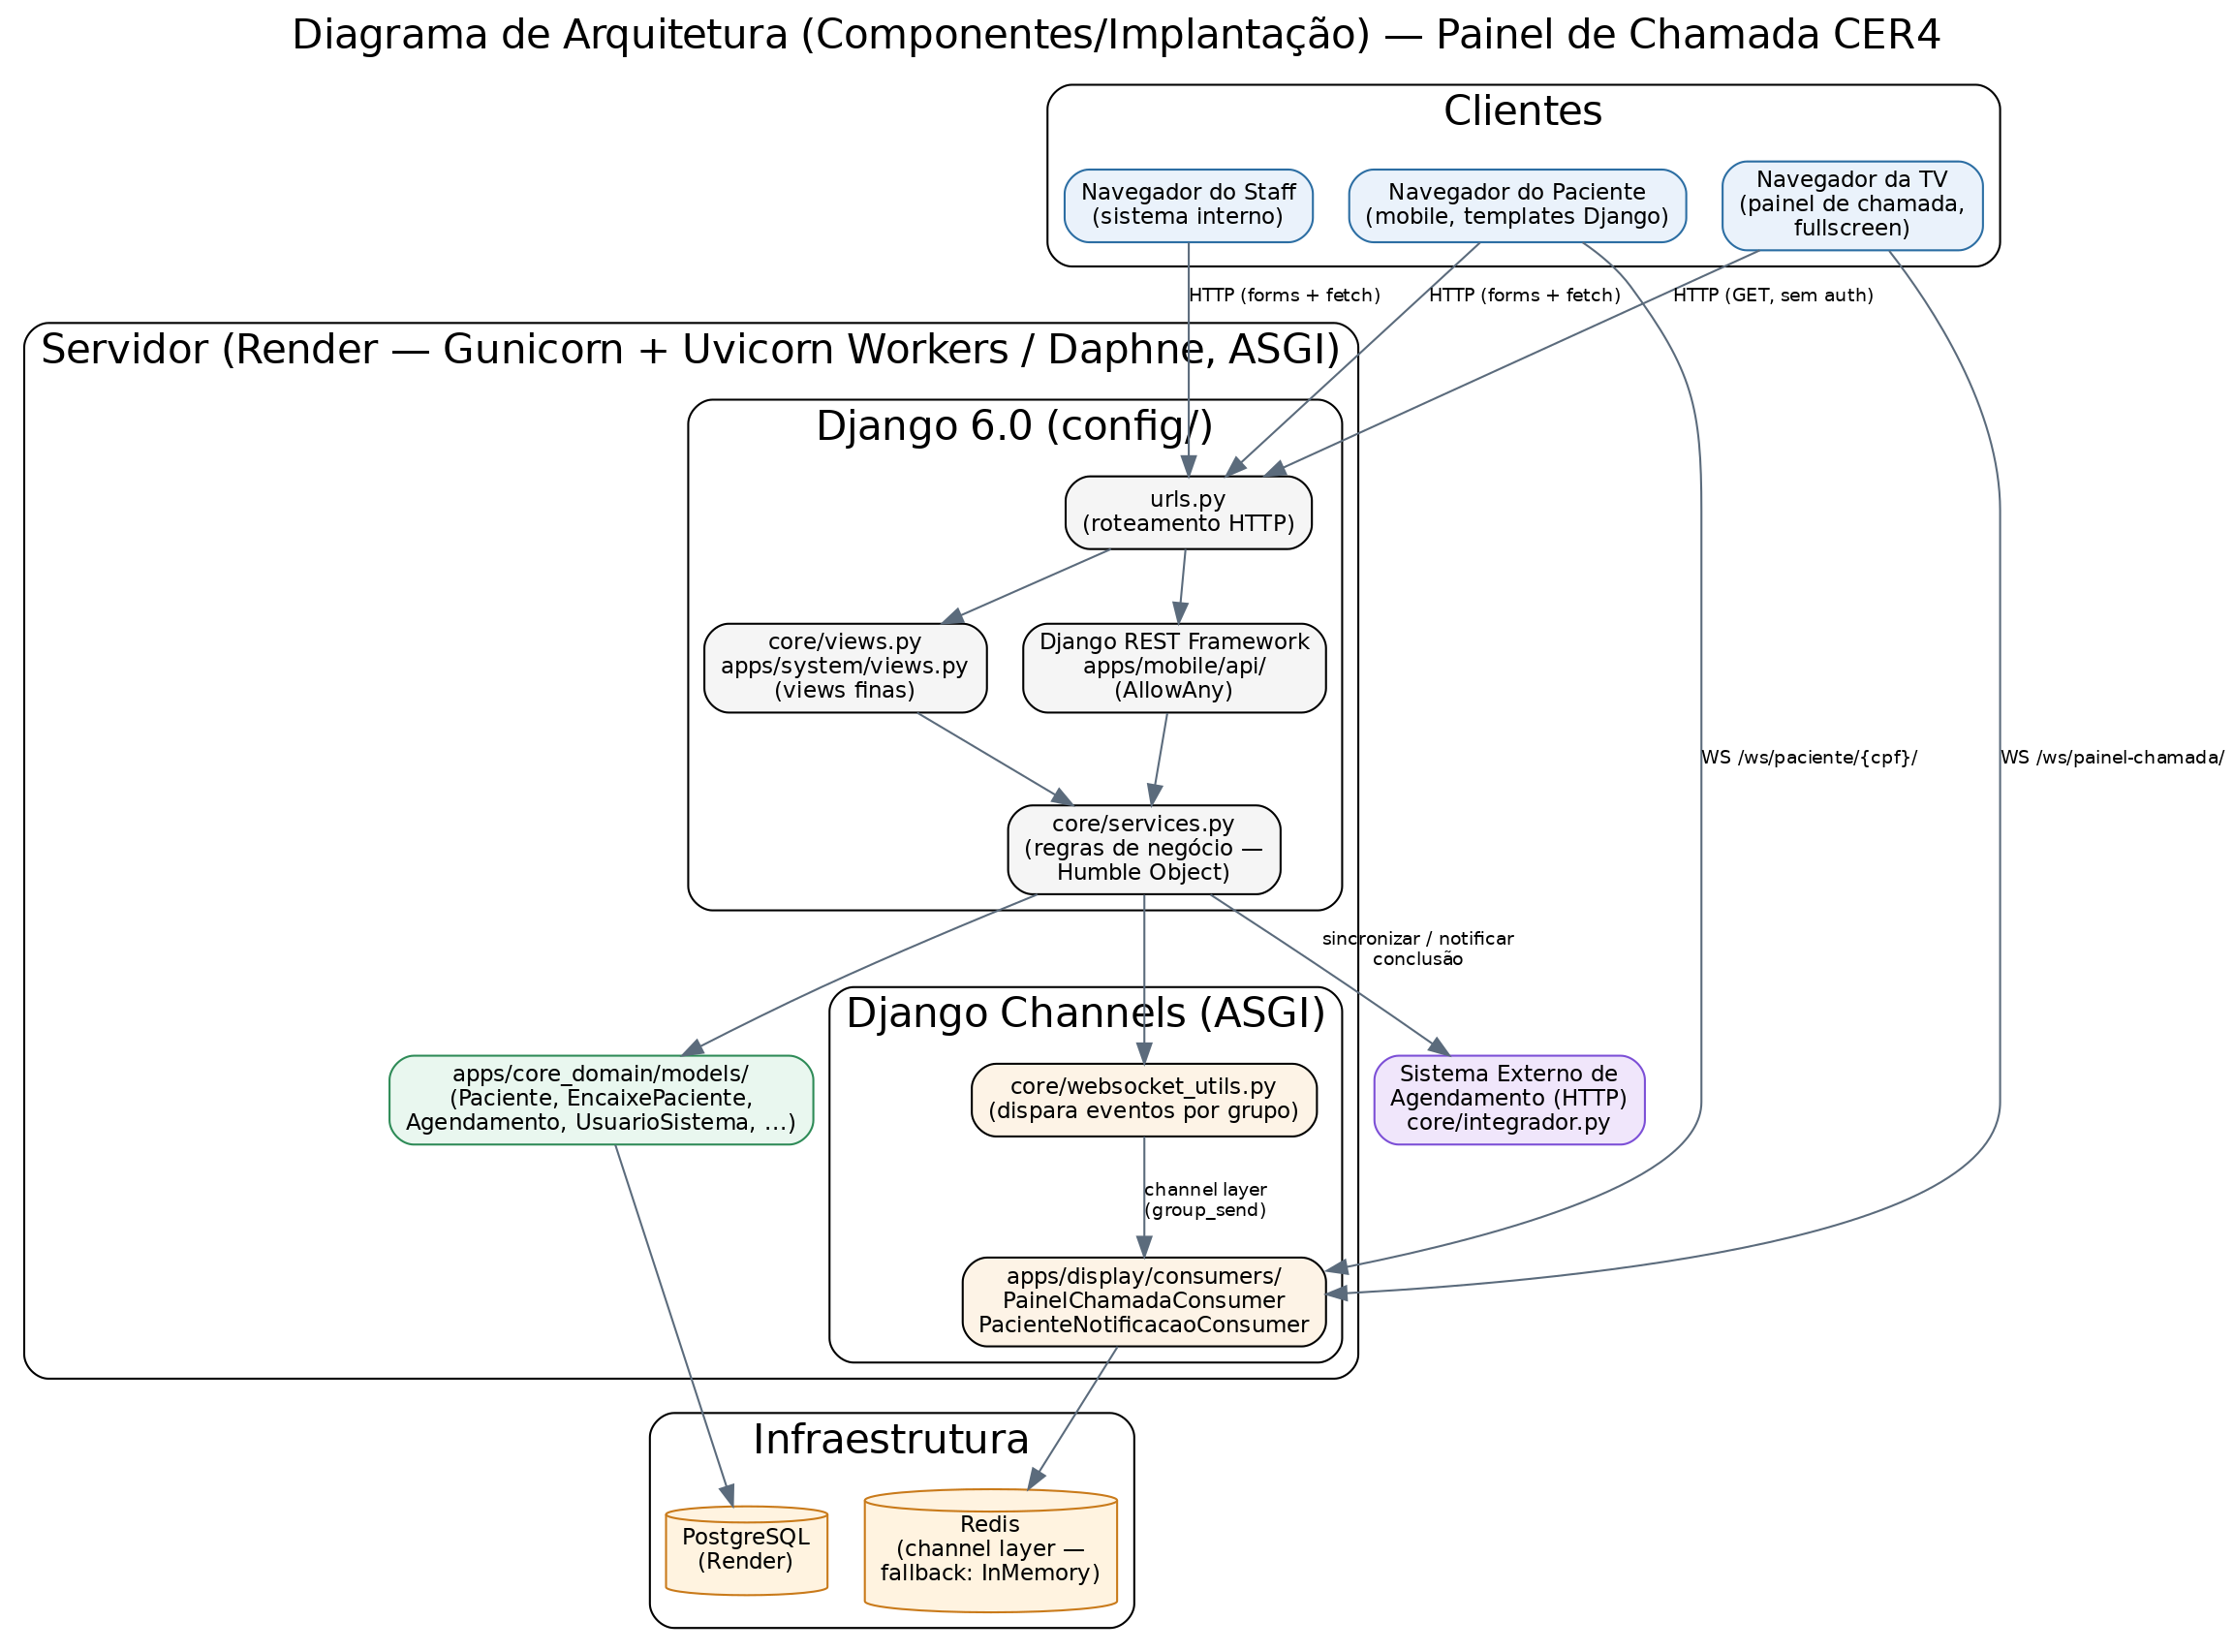 Diagrama de Arquitetura (Componentes/Implantação) — Painel de Chamada CER4
Clientes
Navegador do Staff
(sistema interno)
Navegador do Paciente
(mobile, templates Django)
Navegador da TV
(painel de chamada,
fullscreen)
HTTP (forms + fetch)
HTTP (forms + fetch)
HTTP (GET, sem auth)
Servidor (Render — Gunicorn + Uvicorn Workers / Daphne, ASGI)
Django 6.0 (config/)
urls.py
(roteamento HTTP)
core/views.py
apps/system/views.py
(views finas)
Django REST Framework
apps/mobile/api/
(AllowAny)
WS /ws/paciente/{cpf}/
WS /ws/painel-chamada/
core/services.py
(regras de negócio —
Humble Object)
sincronizar / notificar
conclusão
Django Channels (ASGI)
apps/core_domain/models/
(Paciente, EncaixePaciente,
Agendamento, UsuarioSistema, ...)
core/websocket_utils.py
(dispara eventos por grupo)
Sistema Externo de
Agendamento (HTTP)
core/integrador.py
channel layer
(group_send)
apps/display/consumers/
PainelChamadaConsumer
PacienteNotificacaoConsumer
Infraestrutura
PostgreSQL
(Render)
Redis
(channel layer —
fallback: InMemory)